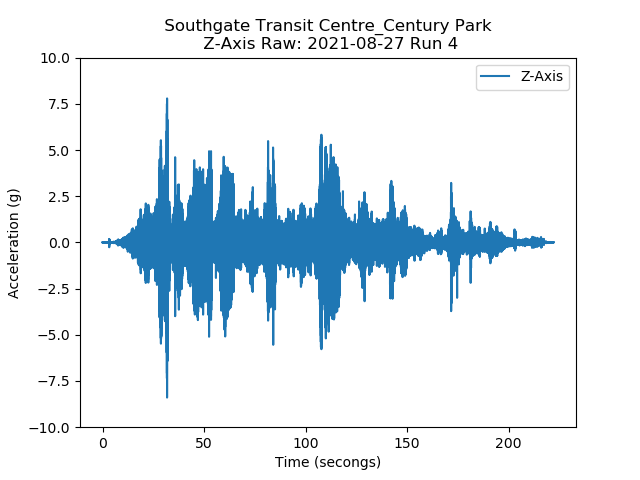 Southgate Transit Centre_Century Park
Z-Axis Raw: 2021-08-27 Run 4
Z-Axis
10.0
7.5
5.0
2.5
0.0
−2.5
−5.0
−7.5
−10.0
Acceleration (g)
0 50 100 150 200
Time (secongs)